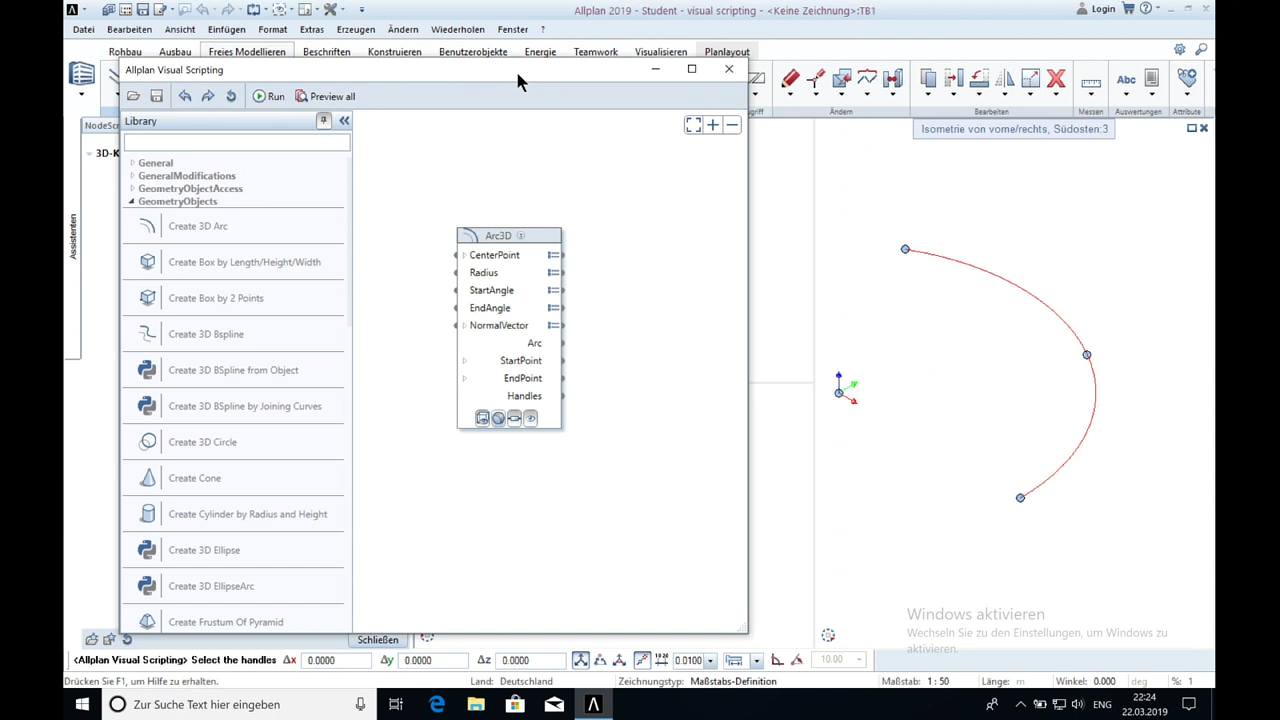 Allplan 2019 - Student - visual scripting - <Keine Zeichnung>:TB1
Login
Datei Bearbeiten Ansicht Einfügen Format Extras Erzeugen Ändern Wiederholen Fenster ?
Rohbau Ausbau Freies Modellieren Beschriften Konstruieren Benutzerobjekte Energie Teamwork Visualisieren Planlayout
Allplan Visual Scripting
Run Preview all
Abc
Ändern Bearbeiten Messen Auswertungen Attribute
Library
Isometrie von vorne/rechts, Südosten:3
3D-K
General
GeneralModifications
GeometryObjectAccess
GeometryObjects
Create 3D Arc
Create Box by Length/Height/Width
Create Box by 2 Points
Create 3D Bspline
Create 3D BSpline from Object
Create 3D BSpline by Joining Curves
Create 3D Circle
Create Cone
Create Cylinder by Radius and Height
Create 3D Ellipse
Create 3D EllipseArc
Create Frustum Of Pyramid
Assistenten
Arc3D
CenterPoint
Radius
StartAngle
EndAngle
NormalVector
Arc
StartPoint
EndPoint
Handles
Windows aktivieren
Wechseln Sie zu den Einstellungen, um Windows zu
aktivieren.
Schließen
<Allplan Visual Scripting> Select the handles Δx 0.0000 Δy 0.0000 Δz 0.0000 0.0100 10.00
Drücken Sie F1, um Hilfe zu erhalten. Land: Deutschland Zeichnungstyp: Maßstabs-Definition Maßstab: 1 : 50 Länge: m Winkel: 0.000 deg %: 1
Zur Suche Text hier eingeben
ENG
22:24
22.03.2019